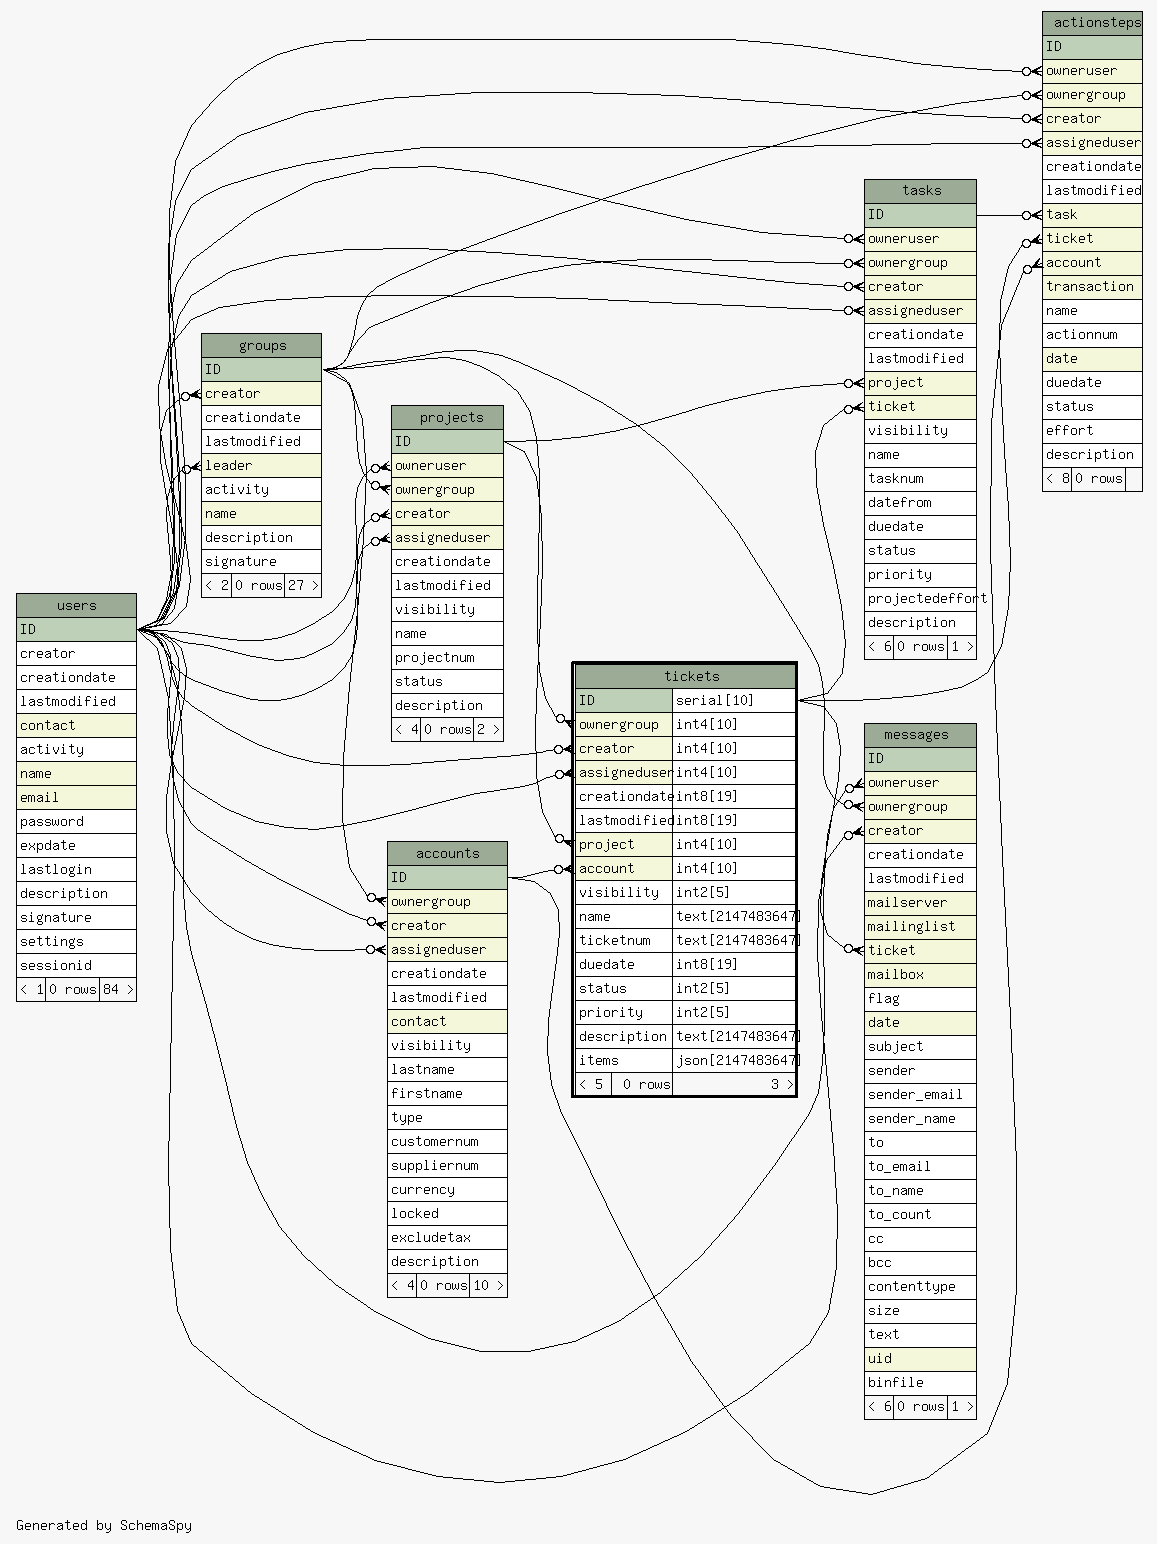 actionsteps
ID
owneruser
ownergroup
creator
assigneduser
creationdate
lastmodified
task
ticket
account
transaction
name
actionnum
date
duedate
status
effort
description
< 8 0 rows
tasks
ID
owneruser
ownergroup
creator
assigneduser
creationdate
lastmodified
project
ticket
visibility
name
tasknum
datefrom
duedate
status
priority
projectedeffort
description
< 6 0 rows 1 >
groups
ID
creator
creationdate
lastmodified
leader
activity
name
description
signature
< 2 0 rows 27 >
projects
ID
owneruser
ownergroup
creator
assigneduser
creationdate
lastmodified
visibility
name
projectnum
status
description
< 4 0 rows 2 >
users
ID
creator
creationdate
lastmodified
contact
activity
name
email
password
expdate
lastlogin
description
signature
settings
sessionid
< 1 0 rows 84 >
tickets
ID serial[10]
ownergroup int4[10]
creator int4[10]
assigneduser int4[10]
creationdate int8[19]
lastmodified int8[19]
project int4[10]
account int4[10]
visibility int2[5]
name text[2147483647]
ticketnum text[2147483647]
duedate int8[19]
status int2[5]
priority int2[5]
description text[2147483647]
items json[2147483647]
< 5 0 rows 3 >
messages
ID
owneruser
ownergroup
creator
creationdate
lastmodified
mailserver
mailinglist
ticket
mailbox
flag
date
subject
sender
sender_email
sender_name
to
to_email
to_name
to_count
cc
bcc
contenttype
size
text
uid
binfile
< 6 0 rows 1 >
accounts
ID
ownergroup
creator
assigneduser
creationdate
lastmodified
contact
visibility
lastname
firstname
type
customernum
suppliernum
currency
locked
excludetax
description
< 4 0 rows 10 >
Generated by SchemaSpy